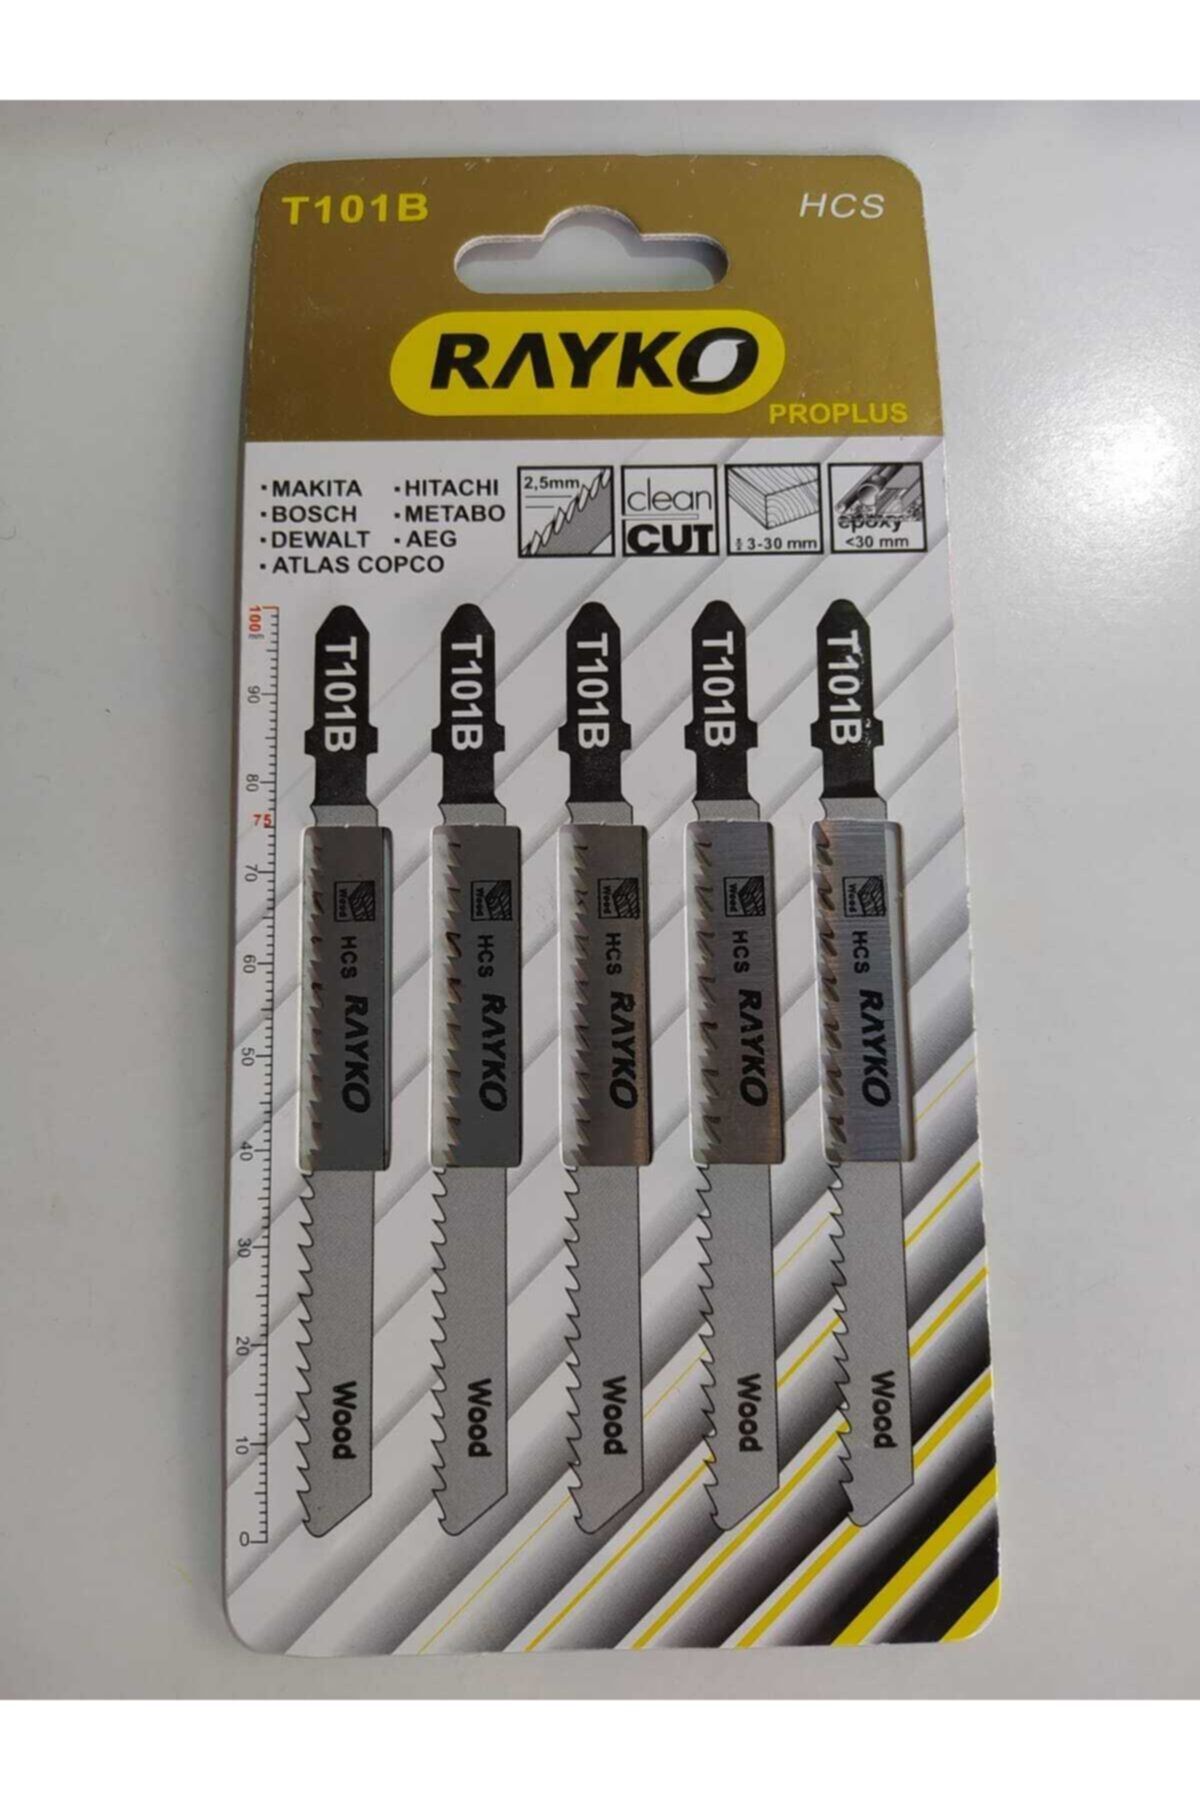 T101B HCS
RAYKO
PROPLUS
· MAKITA · HITACHI
· BOSCH · METABO
· DEWALT · AEG
· ATLAS COPCO
2,5mm
clean
CUT
3-30 mm
epoxy
<30 mm
100
mm
90
80
75
70
60
50
40
30
20
10
0
T101B
Wood
HCS RAYKO
Wood
T101B
Wood
HCS RAYKO
Wood
T101B
Wood
HCS RAYKO
Wood
T101B
Wood
HCS RAYKO
Wood
T101B
Wood
HCS RAYKO
Wood